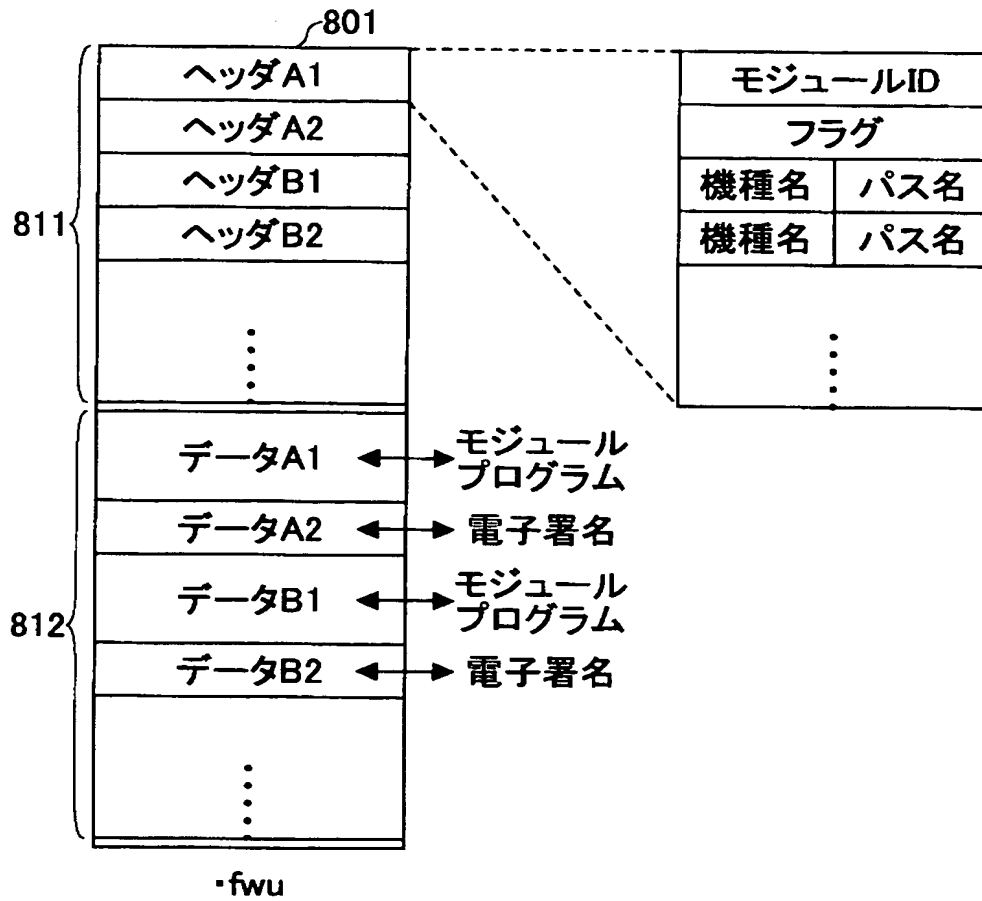 801
ヘッダA1
ヘッダA2
ヘッダB1
ヘッダB2
811
モジュールID
フラグ
機種名 パス名
機種名 パス名
データA1
モジュール
プログラム
データA2
電子署名
データB1
モジュール
プログラム
データB2
電子署名
812
・fwu